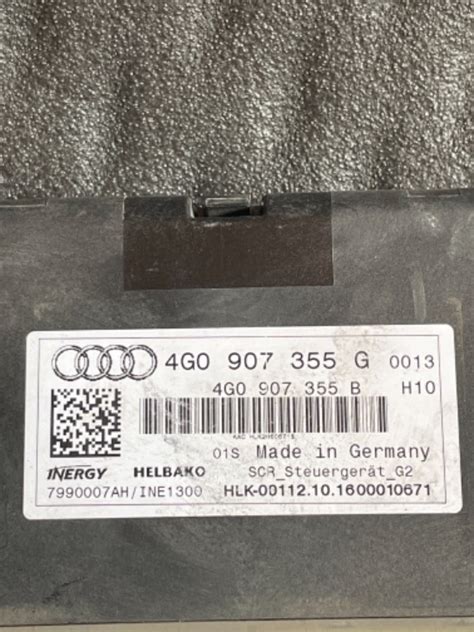 4G0 907 355 G 0013
4G0 907 355 B H10
01S Made in Germany
INERGY HELBAKO SCR_Steuergerät_G2
7990007AH/INE1300 HLK-00112.10.1600010671